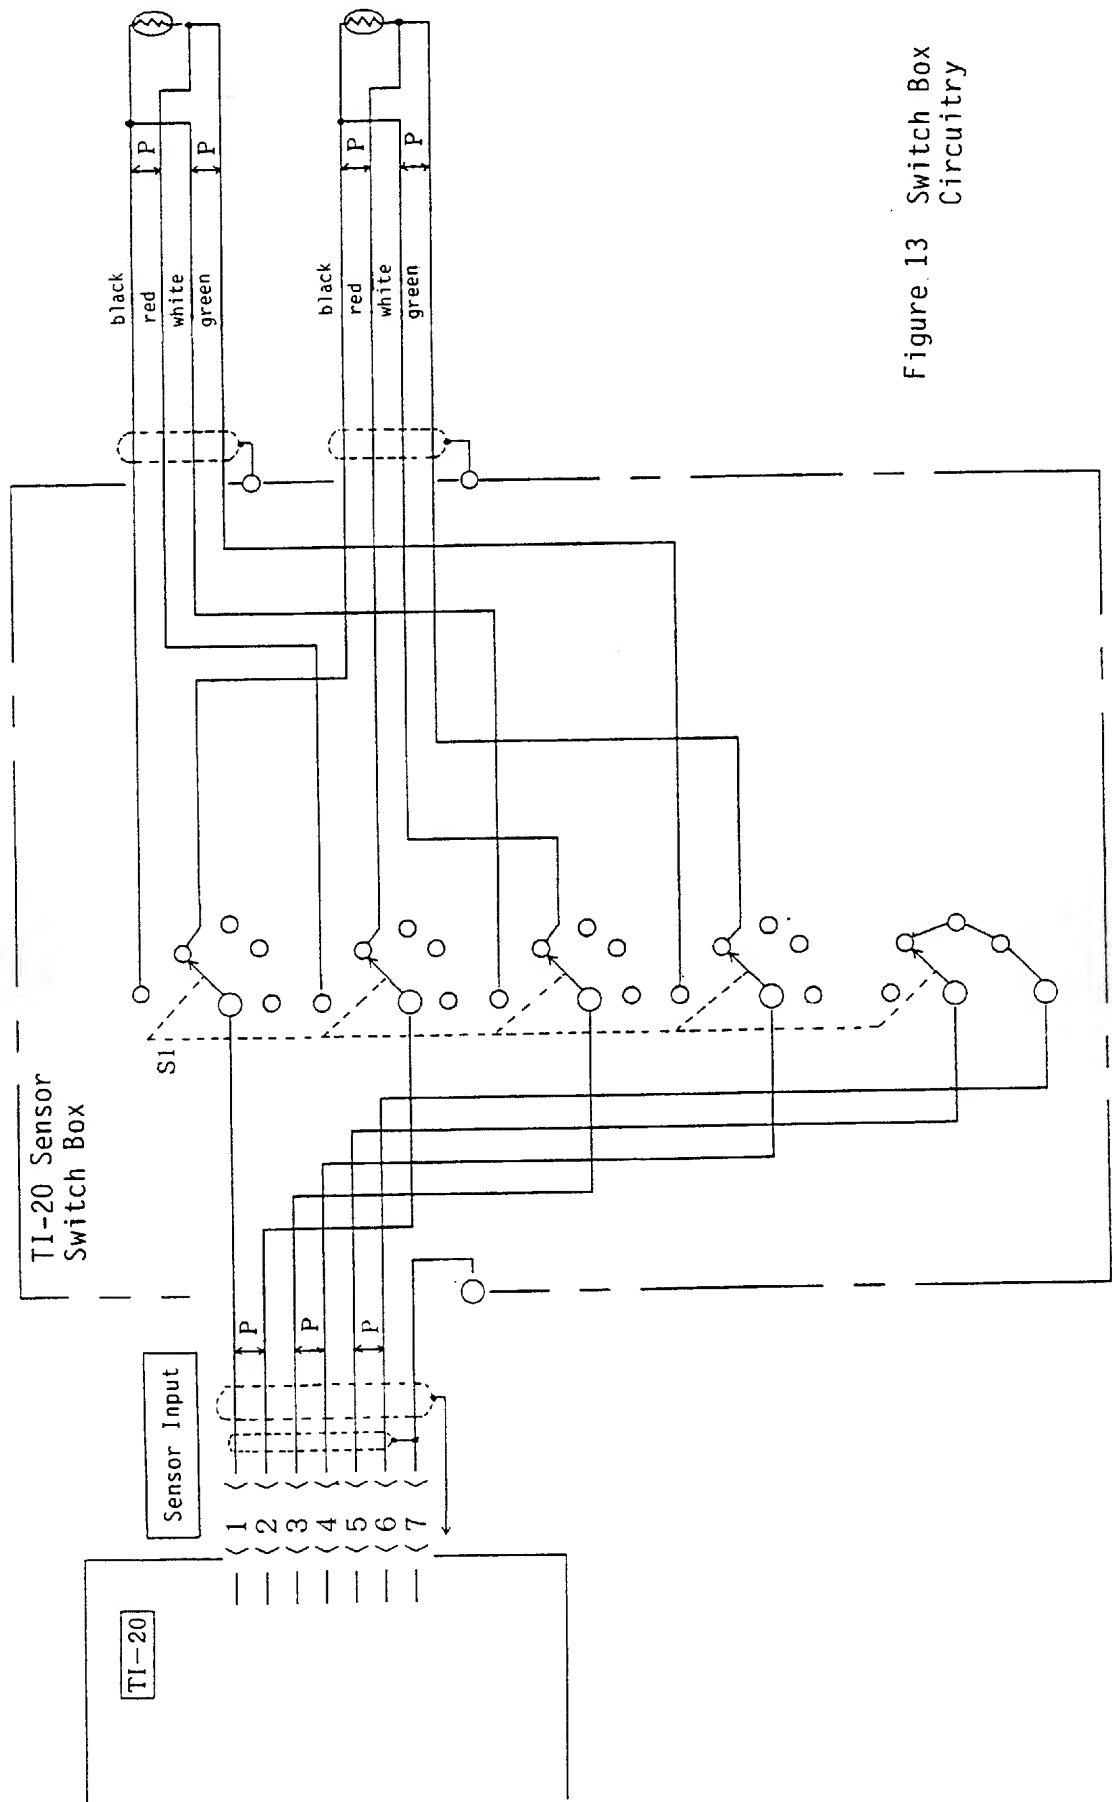 TI-20 Sensor
Switch Box
TI-20
Sensor Input
1
2
3
4
5
6
7
P
P
P
S1
black
red
white
green
P
P
black
red
white
green
P
P
Figure 13 Switch Box
Circuitry